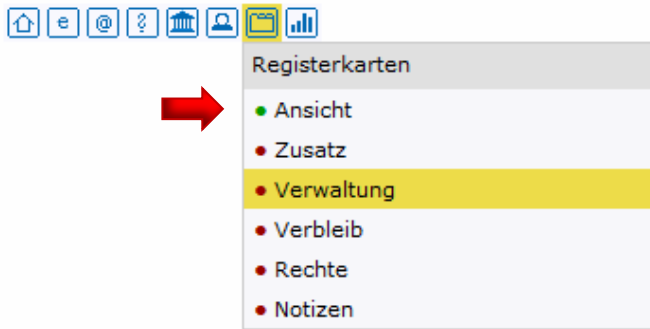 e @ ?
Registerkarten
Ansicht
Zusatz
Verwaltung
Verbleib
Rechte
Notizen